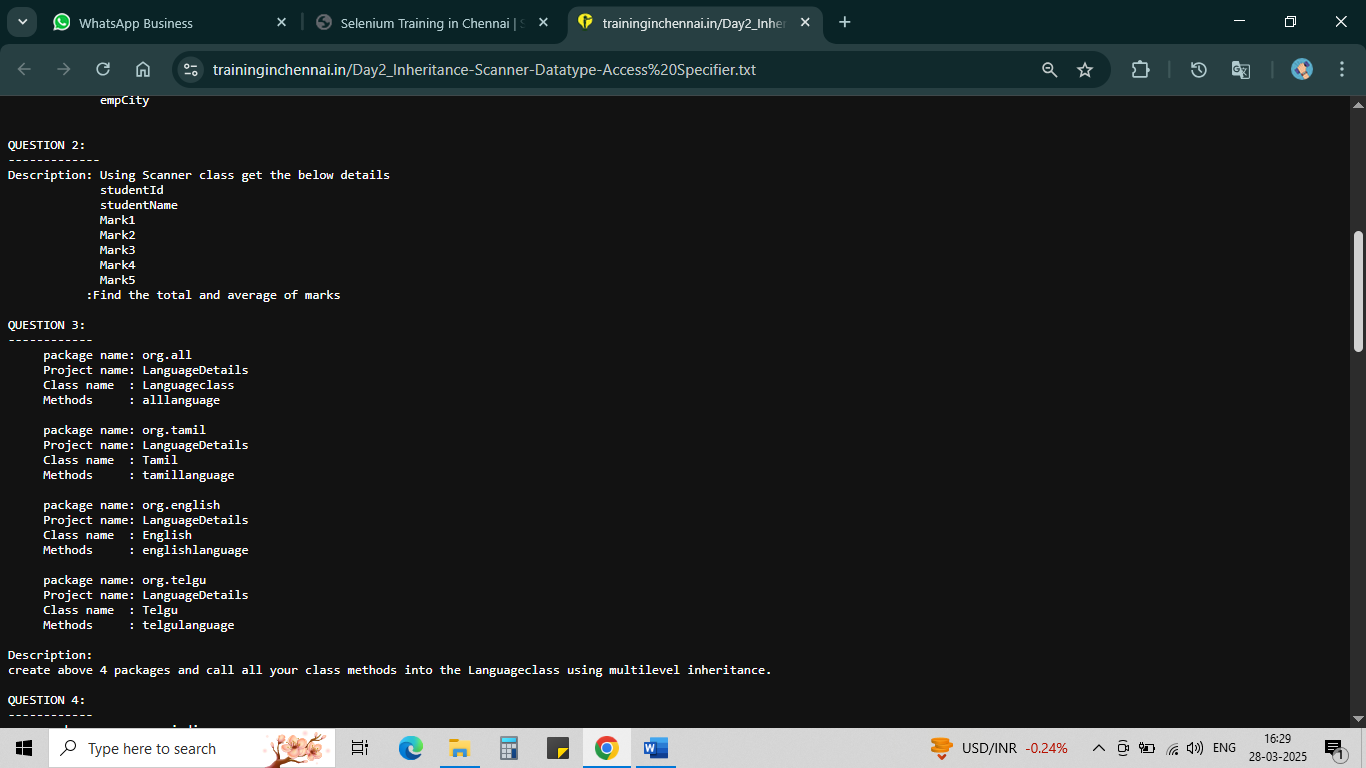 WhatsApp Business
Selenium Training in Chennai | S
traininginchennai.in/Day2_Inher
traininginchennai.in/Day2_Inheritance-Scanner-Datatype-Access%20Specifier.txt
empCity
QUESTION 2:
-------------
Description: Using Scanner class get the below details
studentId
studentName
Mark1
Mark2
Mark3
Mark4
Mark5
:Find the total and average of marks
QUESTION 3:
------------
package name: org.all
Project name: LanguageDetails
Class name  : Languageclass
Methods     : alllanguage
package name: org.tamil
Project name: LanguageDetails
Class name  : Tamil
Methods     : tamillanguage
package name: org.english
Project name: LanguageDetails
Class name  : English
Methods     : englishlanguage
package name: org.telgu
Project name: LanguageDetails
Class name  : Telgu
Methods     : telgulanguage
Description:
create above 4 packages and call all your class methods into the Languageclass using multilevel inheritance.
QUESTION 4:
------------
Type here to search
USD/INR -0.24%
ENG
16:29
28-03-2025
1